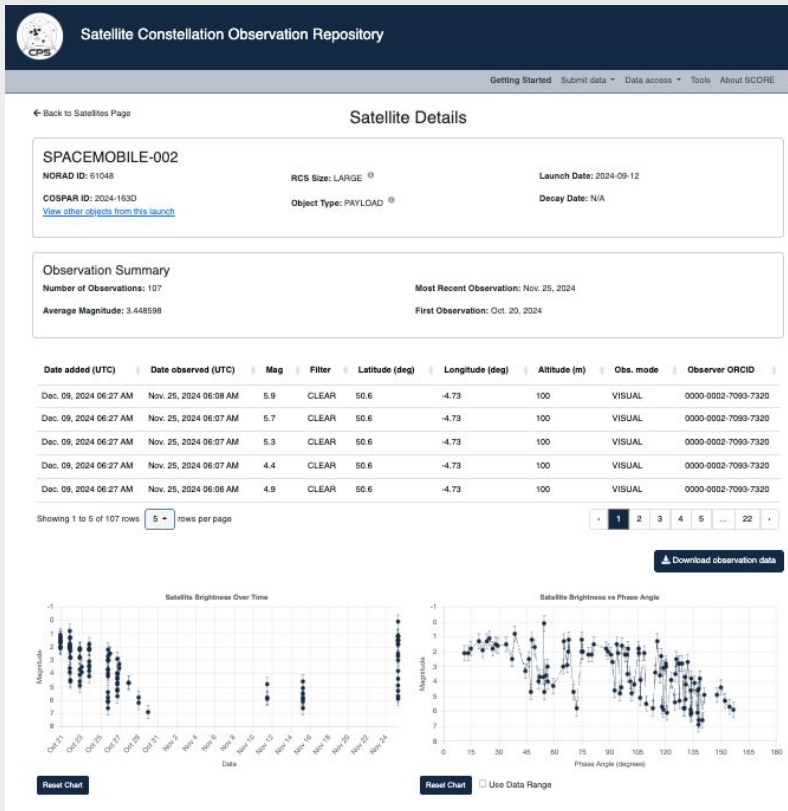 CPS
Satellite Constellation Observation Repository
Getting Started Submit data Data access Tools About SCORE
← Back to Satellites Page
Satellite Details
SPACEMOBILE-002
NORAD ID: 61048 RCS Size: LARGE Launch Date: 2024-09-12
COSPAR ID: 2024-163D Object Type: PAYLOAD Decay Date: N/A
View other objects from this launch
Observation Summary
Number of Observations: 107 Most Recent Observation: Nov. 25, 2024
Average Magnitude: 3.448598 First Observation: Oct. 20, 2024
Date added (UTC) Date observed (UTC) Mag Filter Latitude (deg) Longitude (deg) Altitude (m) Obs. mode Observer ORCID
Dec. 09, 2024 06:27 AM Nov. 25, 2024 06:08 AM 5.9 CLEAR 50.6 -4.73 100 VISUAL 0000-0002-7093-7320
Dec. 09, 2024 06:27 AM Nov. 25, 2024 06:07 AM 5.7 CLEAR 50.6 -4.73 100 VISUAL 0000-0002-7093-7320
Dec. 09, 2024 06:27 AM Nov. 25, 2024 06:07 AM 5.3 CLEAR 50.6 -4.73 100 VISUAL 0000-0002-7093-7320
Dec. 09, 2024 06:27 AM Nov. 25, 2024 06:07 AM 4.4 CLEAR 50.6 -4.73 100 VISUAL 0000-0002-7093-7320
Dec. 09, 2024 06:27 AM Nov. 25, 2024 06:06 AM 4.9 CLEAR 50.6 -4.73 100 VISUAL 0000-0002-7093-7320
Showing 1 to 5 of 107 rows 5 rows per page ‹ 1 2 3 4 5 ... 22 ›
Download observation data
Satellite Brightness Over Time
Magnitude
-1
0
1
2
3
4
5
6
7
8
Oct 21 Oct 23 Oct 25 Oct 27 Oct 29 Oct 31 Nov 2 Nov 4 Nov 6 Nov 8 Nov 10 Nov 12 Nov 14 Nov 16 Nov 18 Nov 20 Nov 22 Nov 24
Date
Reset Chart
Satellite Brightness vs Phase Angle
Magnitude
-1
0
1
2
3
4
5
6
7
8
0 15 30 45 60 75 90 105 120 135 150 165 180
Phase Angle (degrees)
Reset Chart Use Data Range